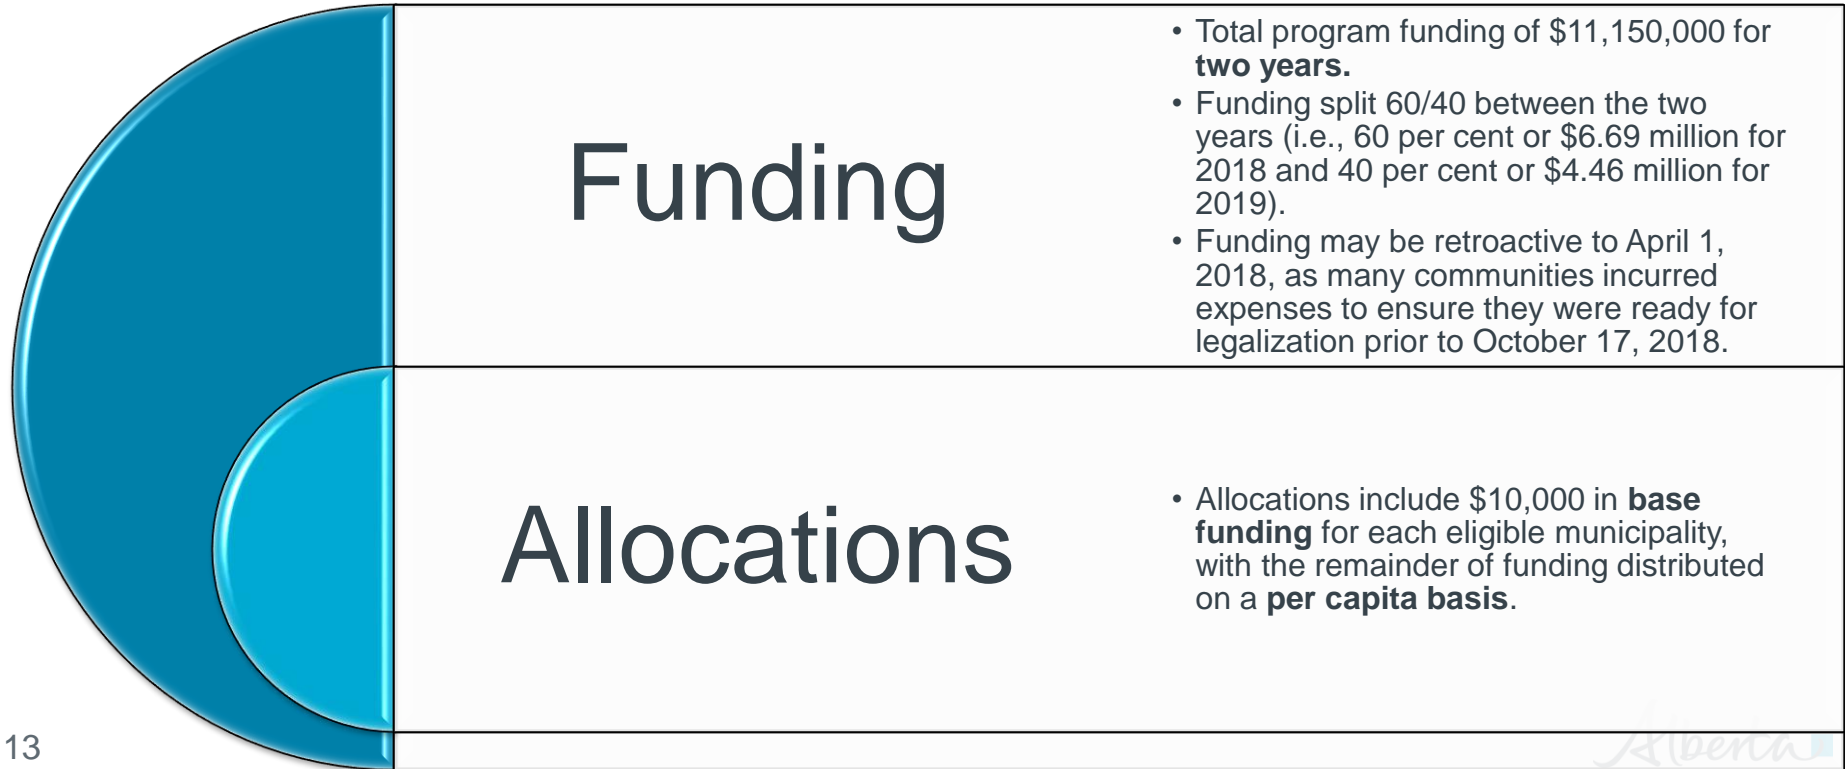 Funding
• Total program funding of $11,150,000 for
two years.
• Funding split 60/40 between the two
years (i.e., 60 per cent or $6.69 million for
2018 and 40 per cent or $4.46 million for
2019).
• Funding may be retroactive to April 1,
2018, as many communities incurred
expenses to ensure they were ready for
legalization prior to October 17, 2018.
Allocations
• Allocations include $10,000 in base
funding for each eligible municipality,
with the remainder of funding distributed
on a per capita basis.
13
Alberta